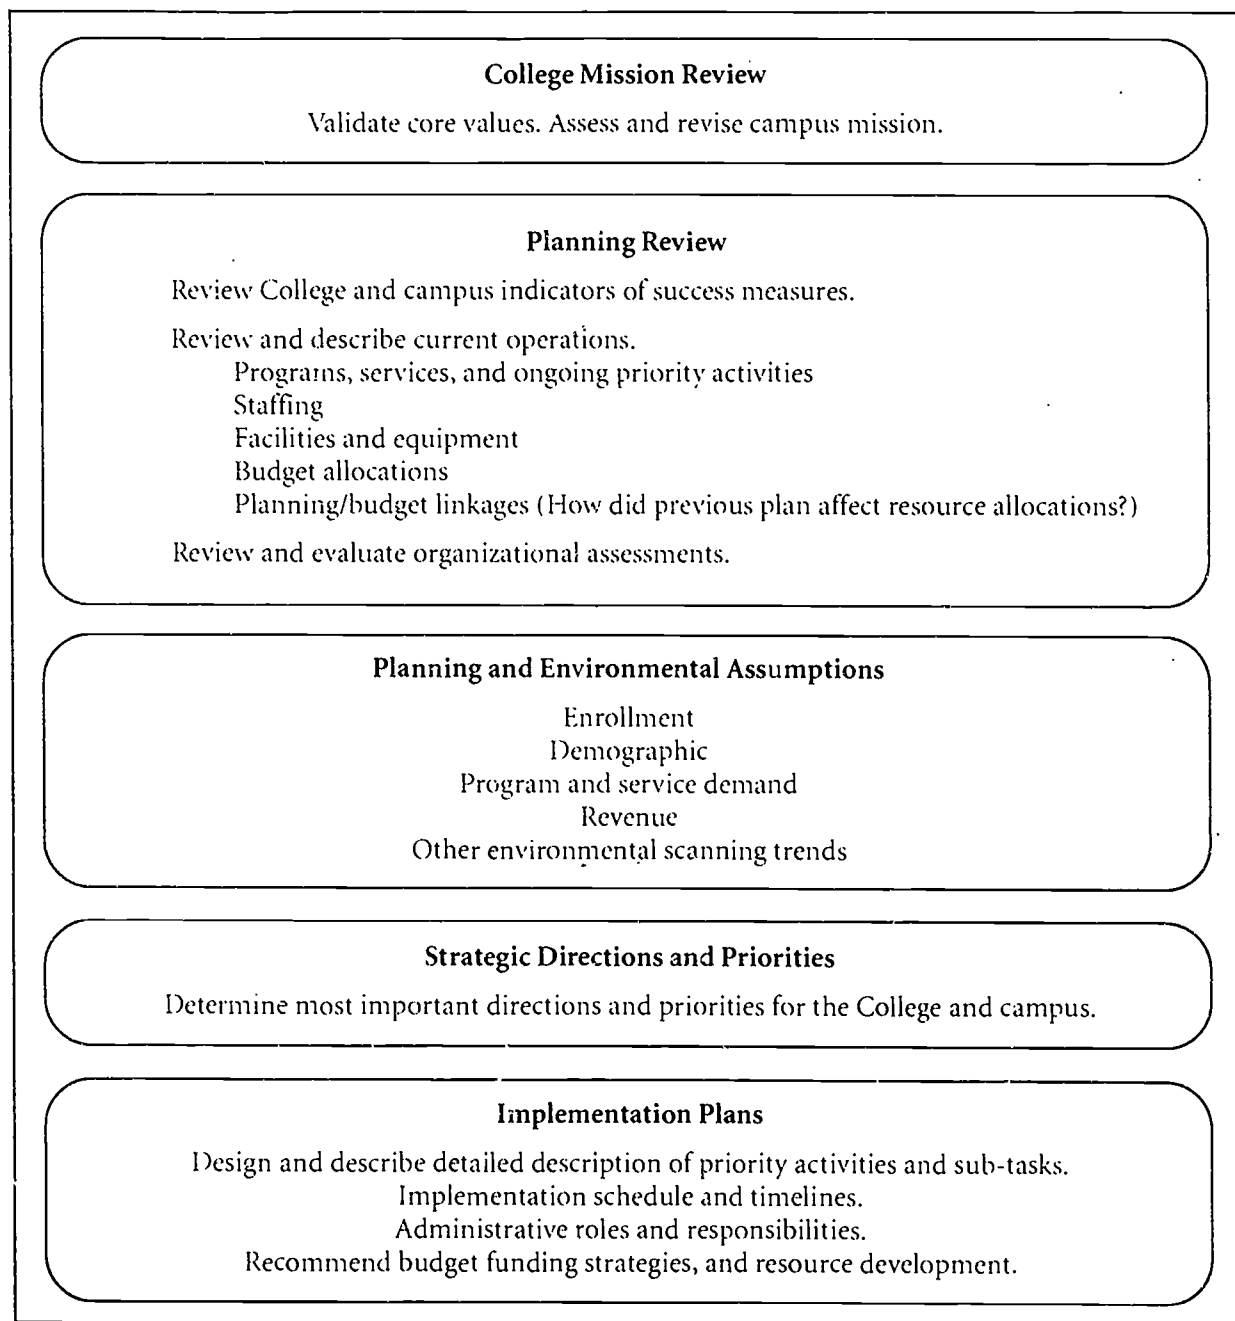 College Mission Review
Validate core values. Assess and revise campus mission.
Planning Review
Review College and campus indicators of success measures.
Review and describe current operations.
Programs, services, and ongoing priority activities
Staffing
Facilities and equipment
Budget allocations
Planning/budget linkages (How did previous plan affect resource allocations?)
Review and evaluate organizational assessments.
Planning and Environmental Assumptions
Enrollment
Demographic
Program and service demand
Revenue
Other environmental scanning trends
Strategic Directions and Priorities
Determine most important directions and priorities for the College and campus.
Implementation Plans
Design and describe detailed description of priority activities and sub-tasks.
Implementation schedule and timelines.
Administrative roles and responsibilities.
Recommend budget funding strategies, and resource development.